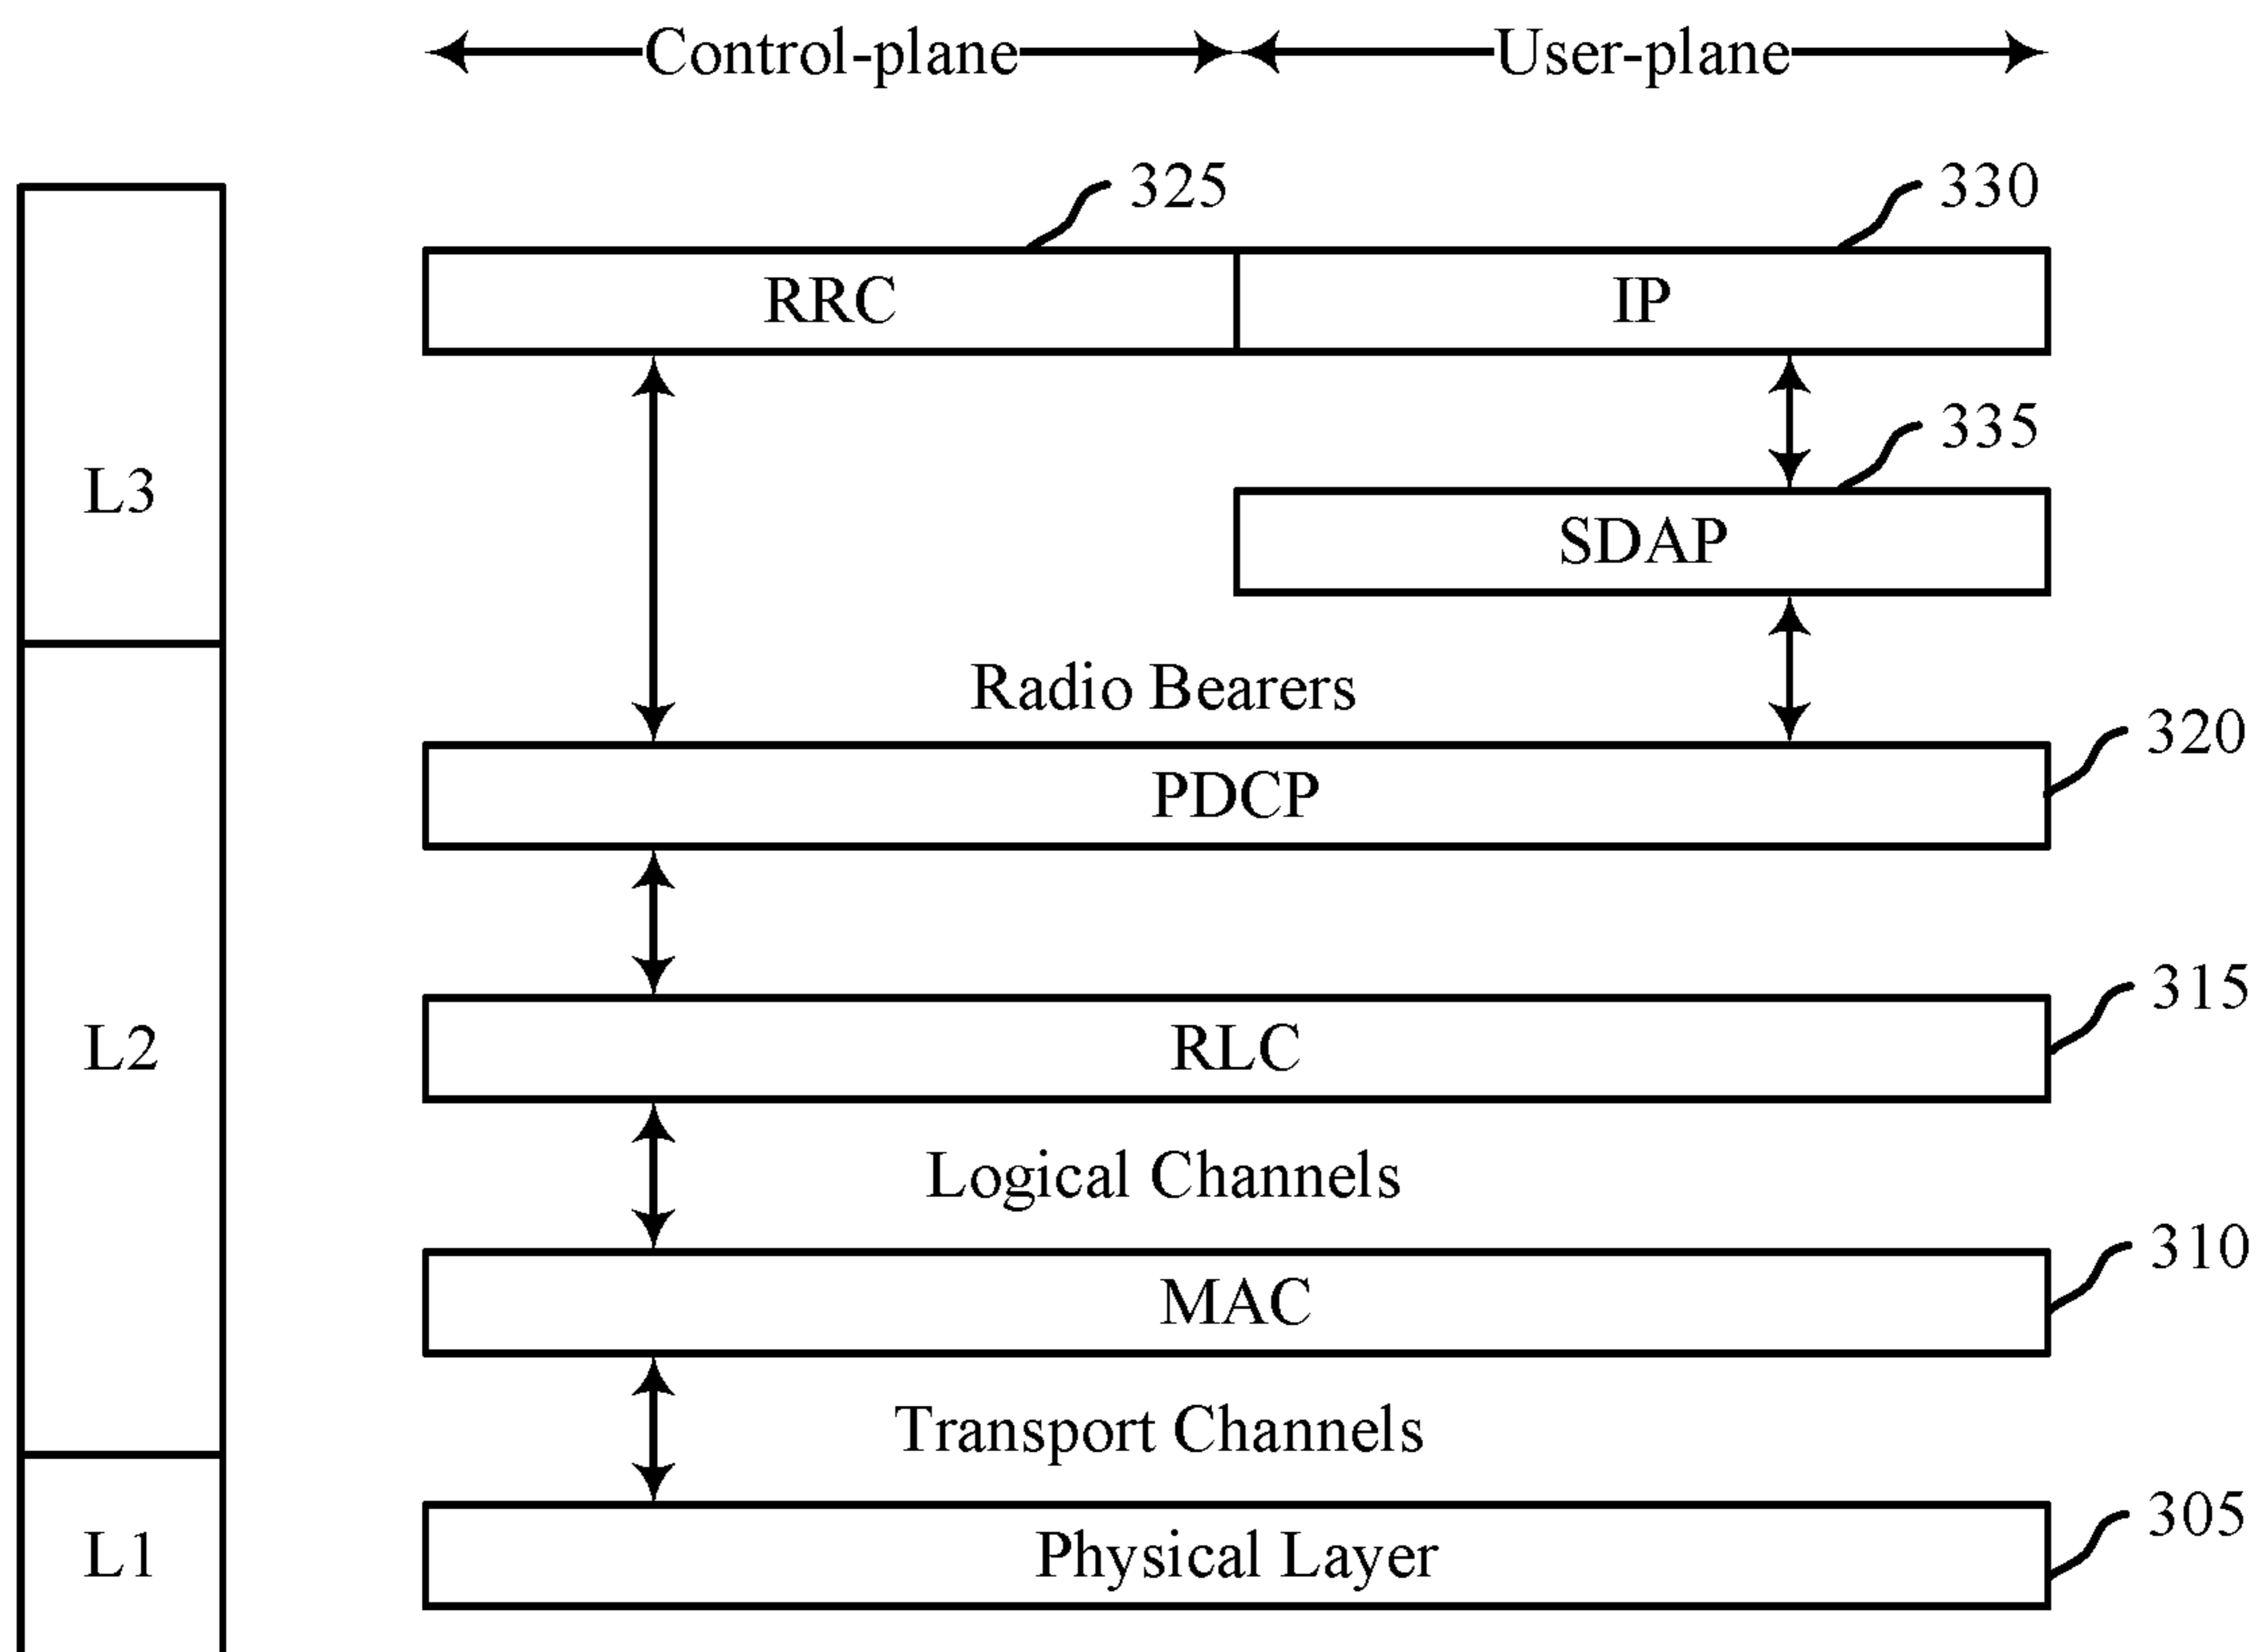 Control-plane
User-plane
325
330
RRC
IP
335
L3
SDAP
Radio Bearers
320
PDCP
315
L2
RLC
Logical Channels
310
MAC
Transport Channels
305
L1
Physical Layer